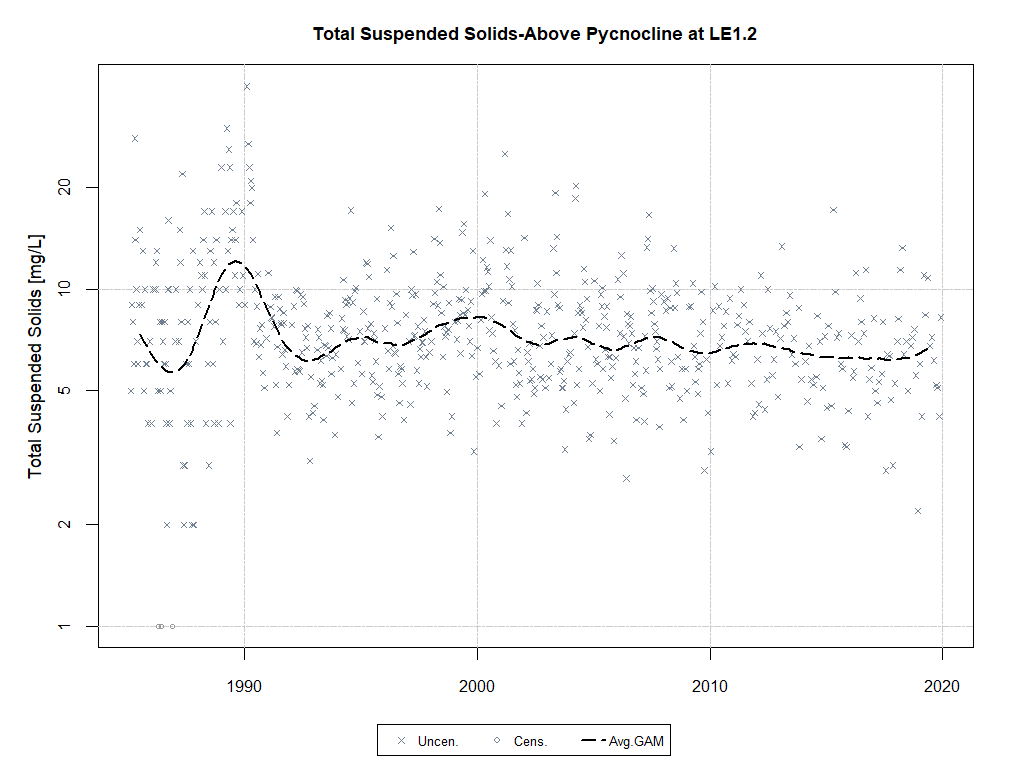 Total Suspended Solids-Above Pycnocline at LE1.2
Total Suspended Solids [mg/L]
20
10
5
2
1
1990 2000 2010 2020
Uncen. Cens. Avg.GAM